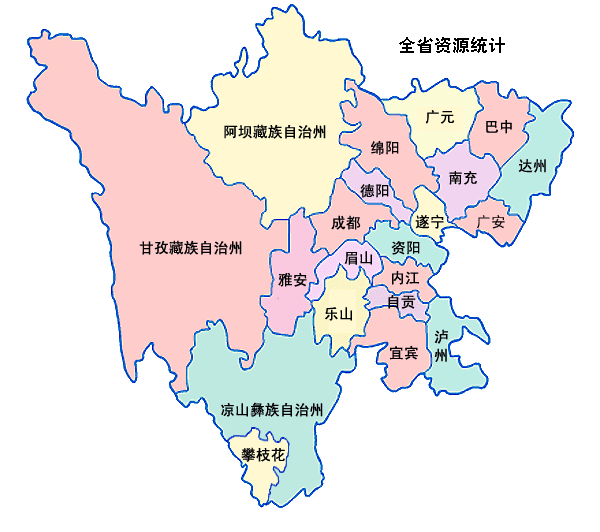 全省资源统计
广元
巴中
阿坝藏族自治州
绵阳
达州
南充
德阳
遂宁
广安
成都
甘孜藏族自治州
资阳
眉山
雅安
内江
自贡
乐山
泸州
宜宾
凉山彝族自治州
攀枝花